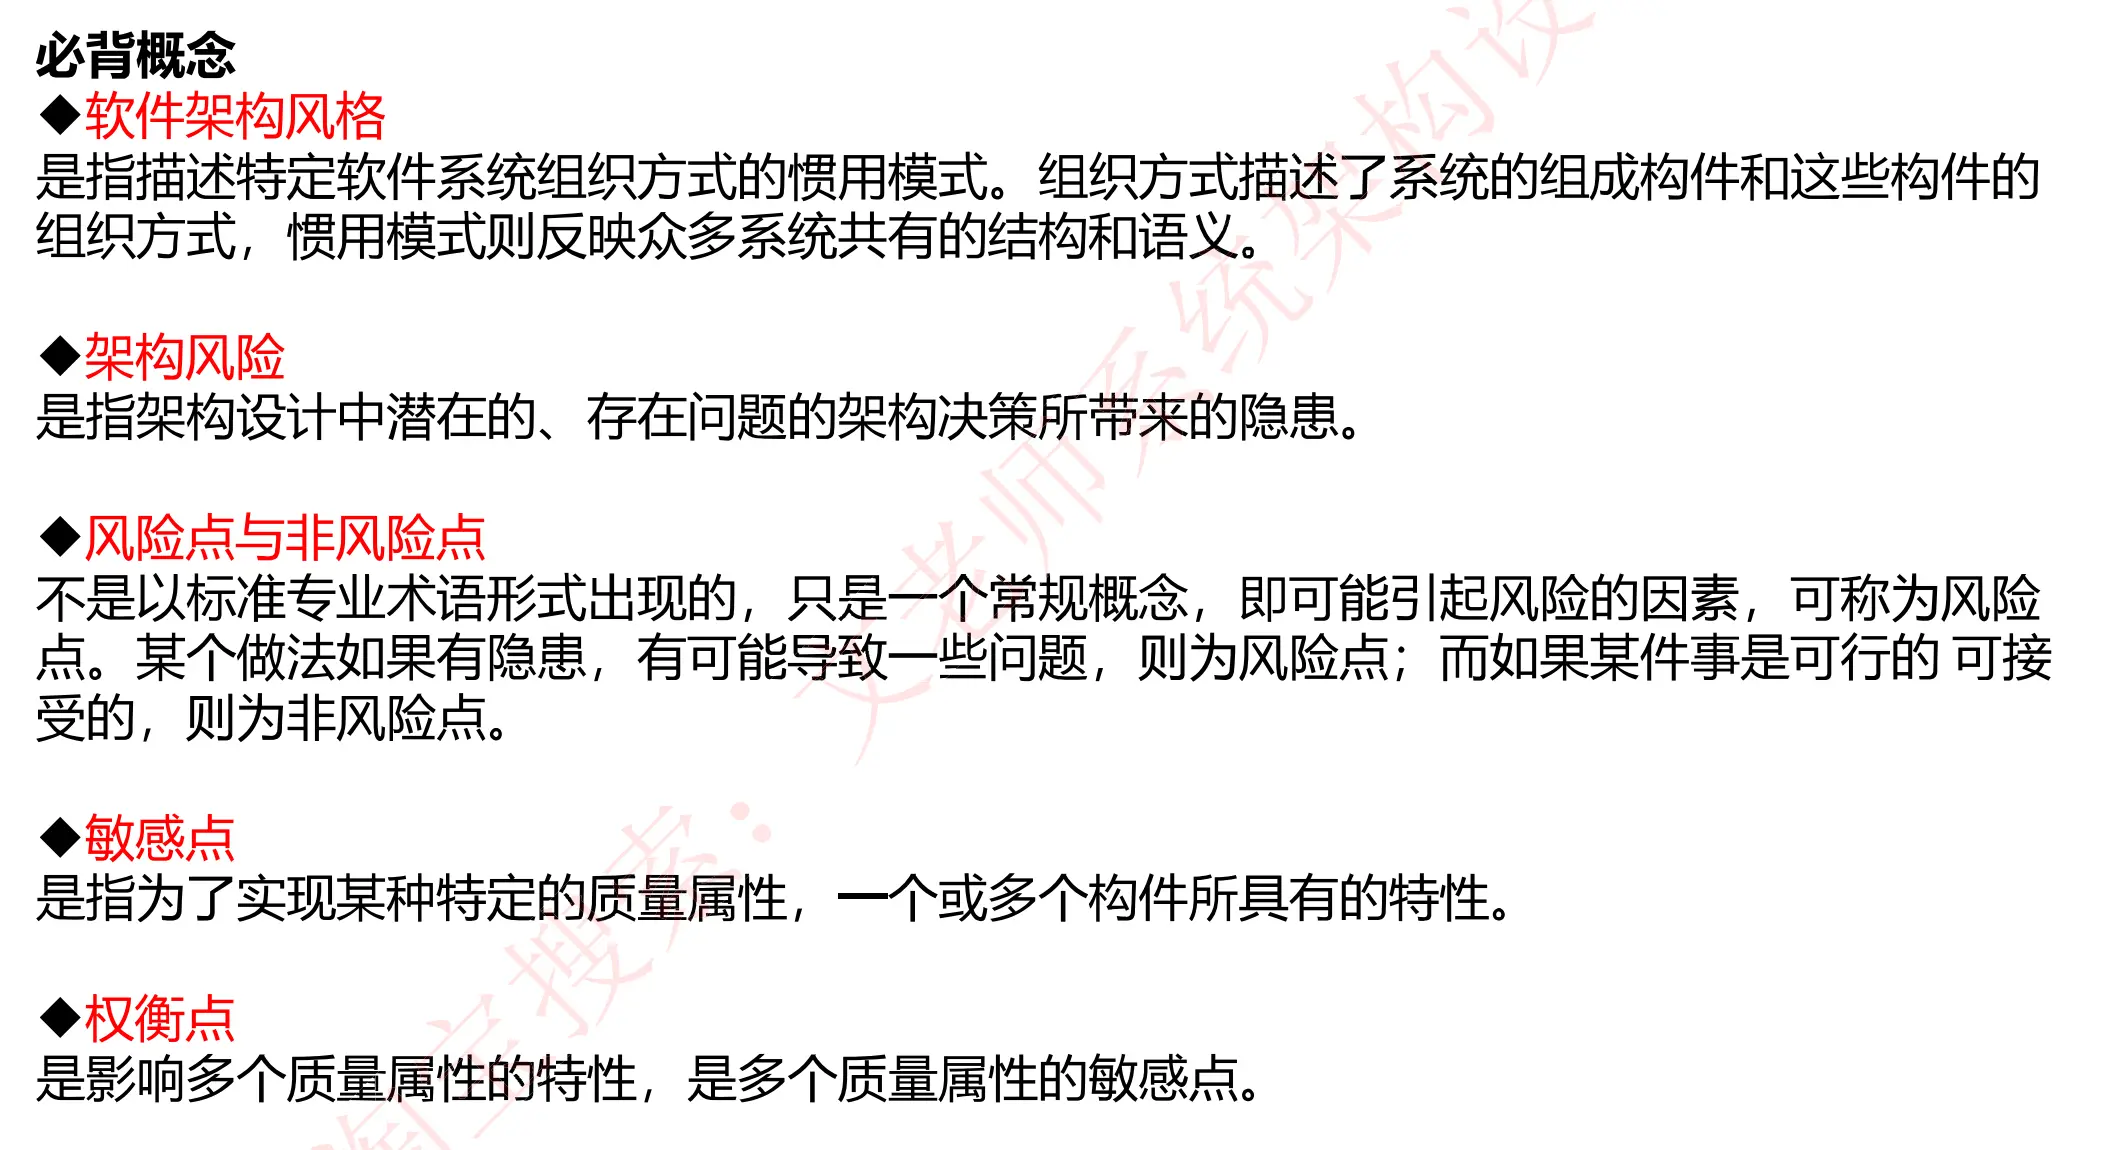 必背概念
◆软件架构风格
是指描述特定软件系统组织方式的惯用模式。组织方式描述了系统的组成构件和这些构件的
组织方式，惯用模式则反映众多系统共有的结构和语义。
◆架构风险
是指架构设计中潜在的、存在问题的架构决策所带来的隐患。
◆风险点与非风险点
不是以标准专业术语形式出现的，只是一个常规概念，即可能引起风险的因素，可称为风险
点。某个做法如果有隐患，有可能导致一些问题，则为风险点；而如果某件事是可行的 可接
受的，则为非风险点。
◆敏感点
是指为了实现某种特定的质量属性，一个或多个构件所具有的特性。
◆权衡点
是影响多个质量属性的特性，是多个质量属性的敏感点。
淘宝搜索：文老师系统架构设